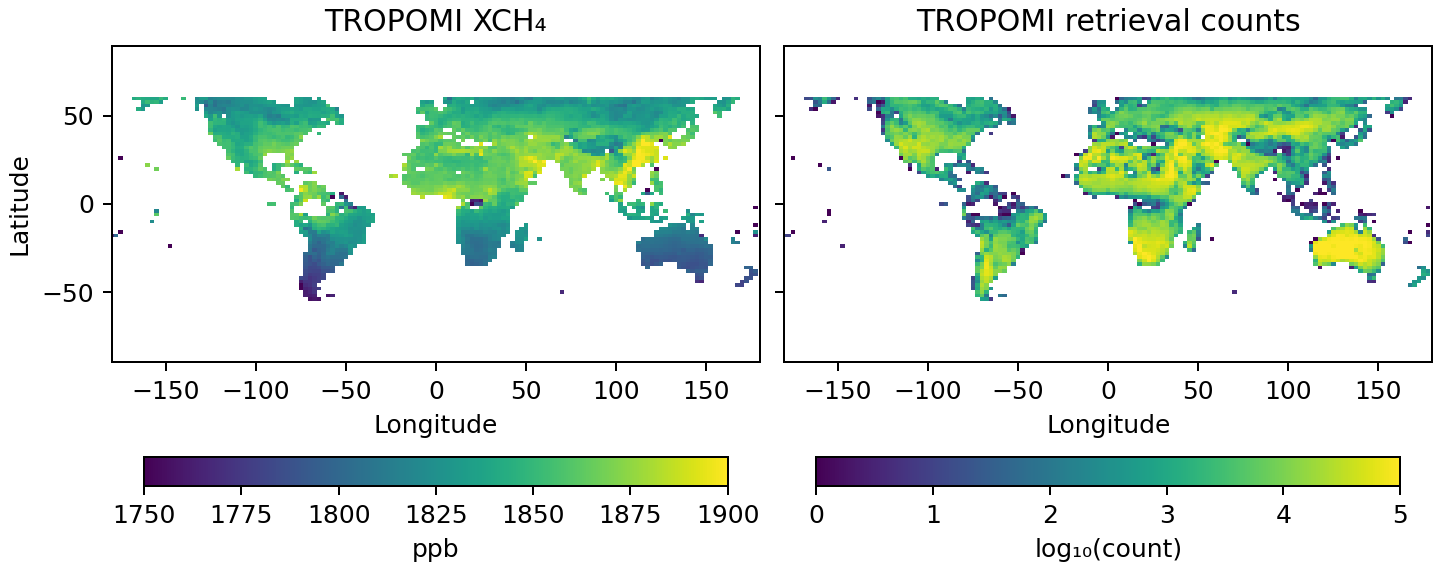 TROPOMI XCH₄
TROPOMI retrieval counts
Latitude
50
0
−50
−150 −100 −50 0 50 100 150
−150 −100 −50 0 50 100 150
Longitude
Longitude
1750 1775 1800 1825 1850 1875 1900
ppb
0 1 2 3 4 5
log₁₀(count)